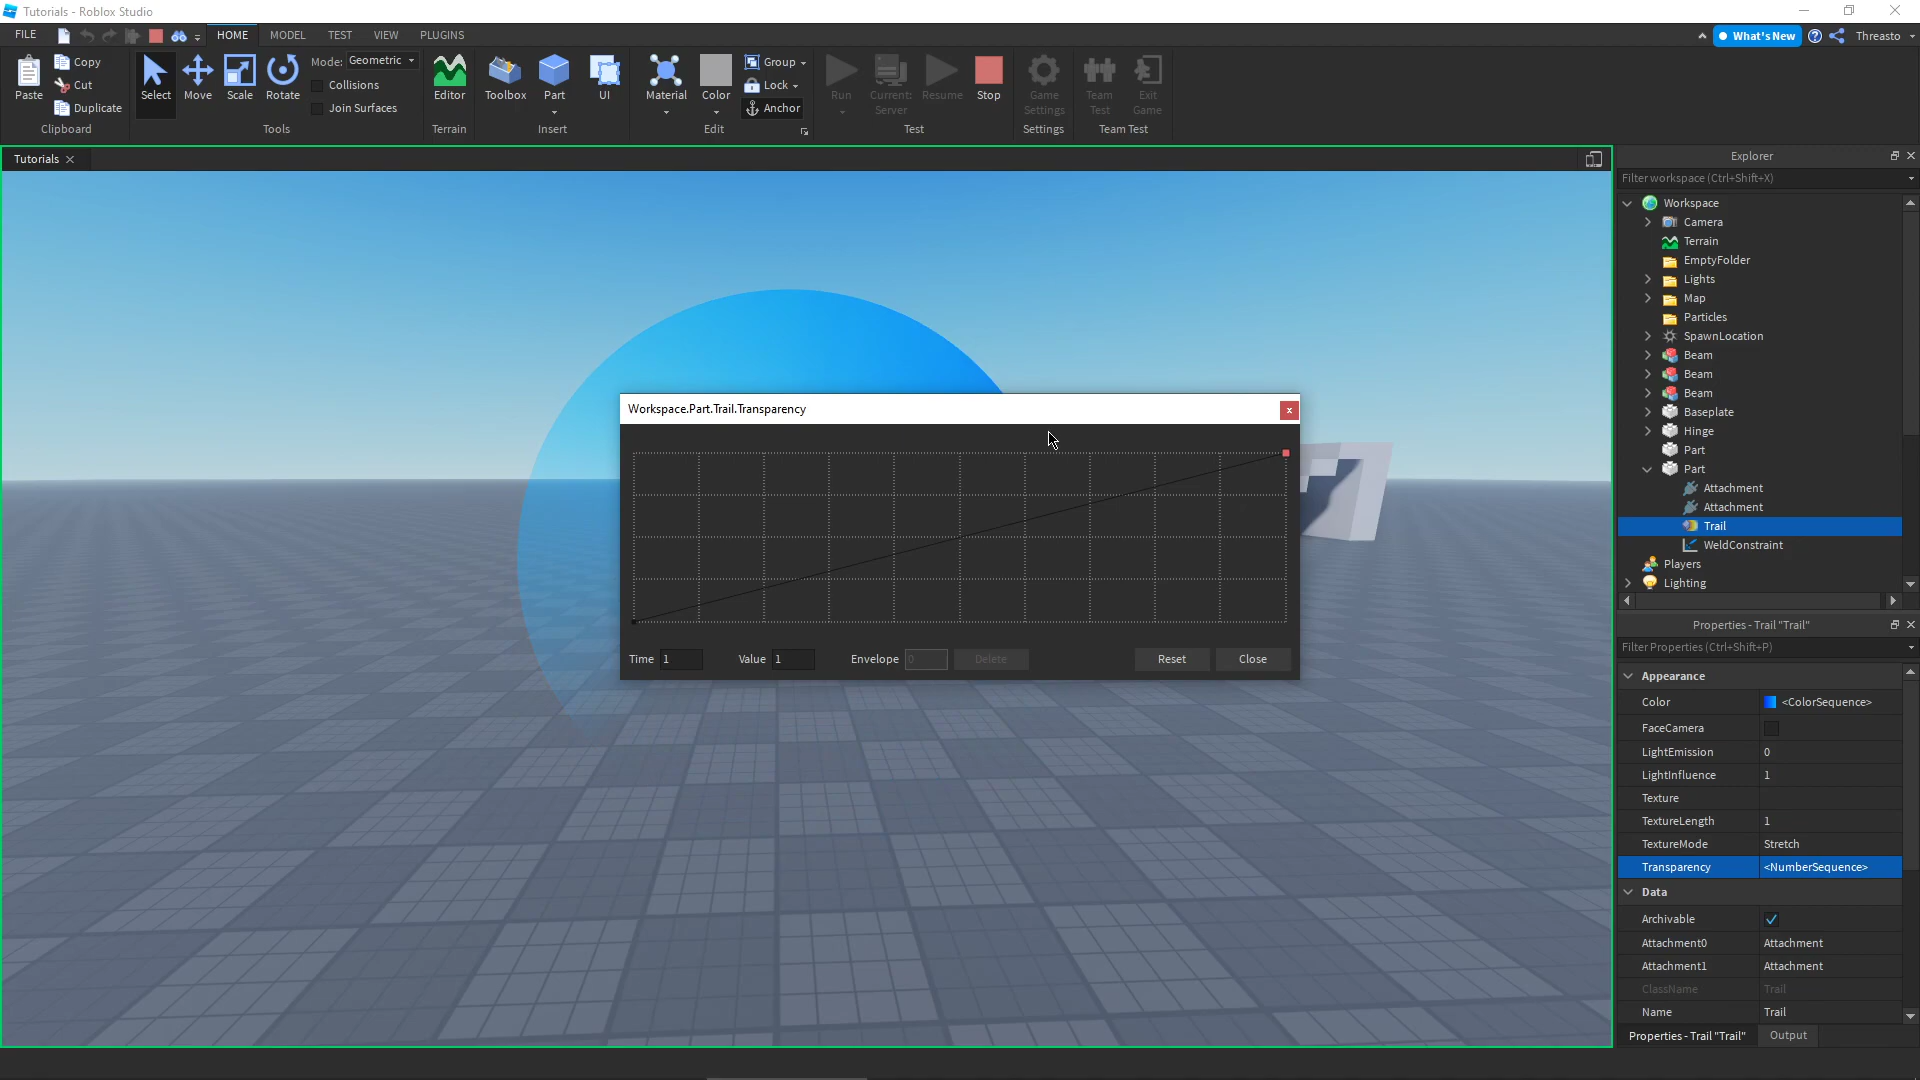 Tutorials - Roblox Studio
FILE HOME MODEL TEST VIEW PLUGINS
What's New Threasto
Copy Cut Duplicate Paste
Clipboard
Select Move Scale Rotate
Mode: Geometric
Collisions
Join Surfaces
Tools
Editor
Terrain
Toolbox Part UI
Insert
Material Color
Group
Lock
Anchor
Edit
Run Current: Server Resume Stop
Test
Game Settings
Settings
Team Test Exit Game
Team Test
Tutorials
Workspace.Part.Trail.Transparency
x
Time 1 Value 1 Envelope 0 Delete Reset Close
Explorer
Filter workspace (Ctrl+Shift+X)
Workspace
Camera
Terrain
EmptyFolder
Lights
Map
Particles
SpawnLocation
Beam
Beam
Beam
Baseplate
Hinge
Part
Part
Attachment
Attachment
Trail
WeldConstraint
Players
Lighting
Properties - Trail "Trail"
Filter Properties (Ctrl+Shift+P)
Appearance
Color <ColorSequence>
FaceCamera
LightEmission 0
LightInfluence 1
Texture
TextureLength 1
TextureMode Stretch
Transparency <NumberSequence>
Data
Archivable
Attachment0 Attachment
Attachment1 Attachment
ClassName Trail
Name Trail
Properties - Trail "Trail" Output